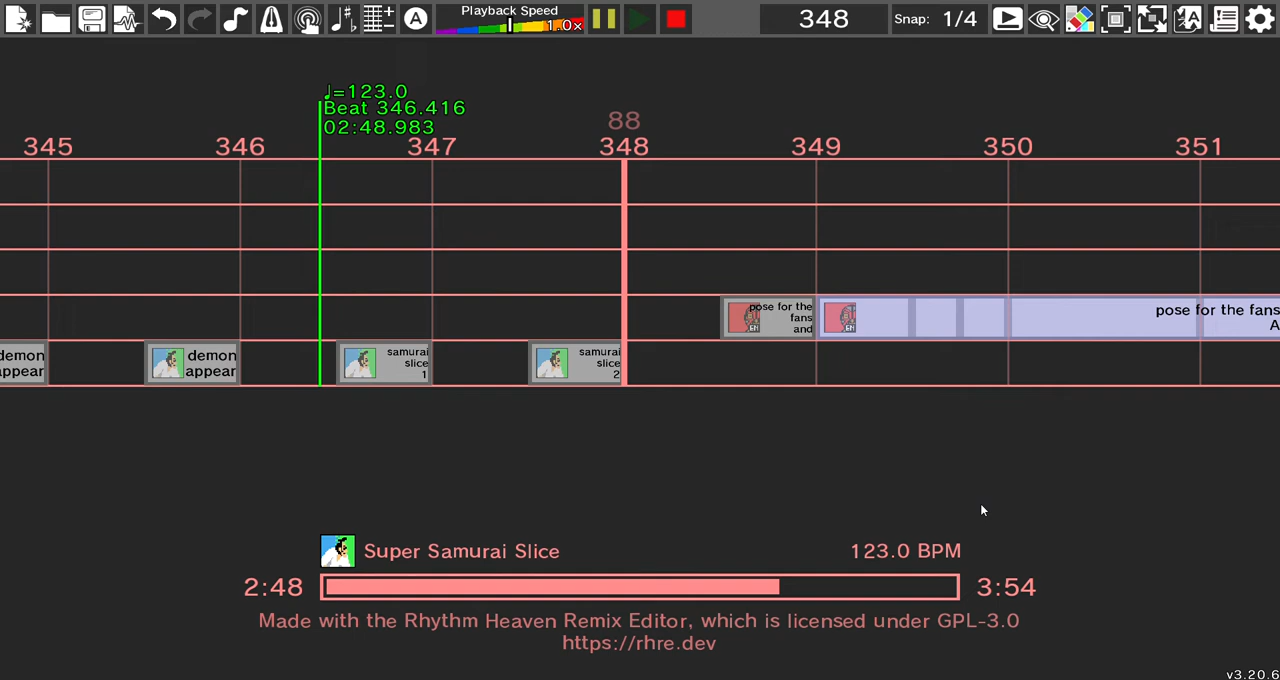 A
Playback Speed
1.0x
348
Snap: 1/4
A
♩=123.0
Beat 346.416
02:48.983
88
345 346 347 348 349 350 351
pose for the
fans
and
EN
EN
pose for the fans
A
demon
appear
demon
appear
samurai
slice
1
samurai
slice
2
Super Samurai Slice
123.0 BPM
2:48
3:54
Made with the Rhythm Heaven Remix Editor, which is licensed under GPL-3.0
https://rhre.dev
v3.20.6